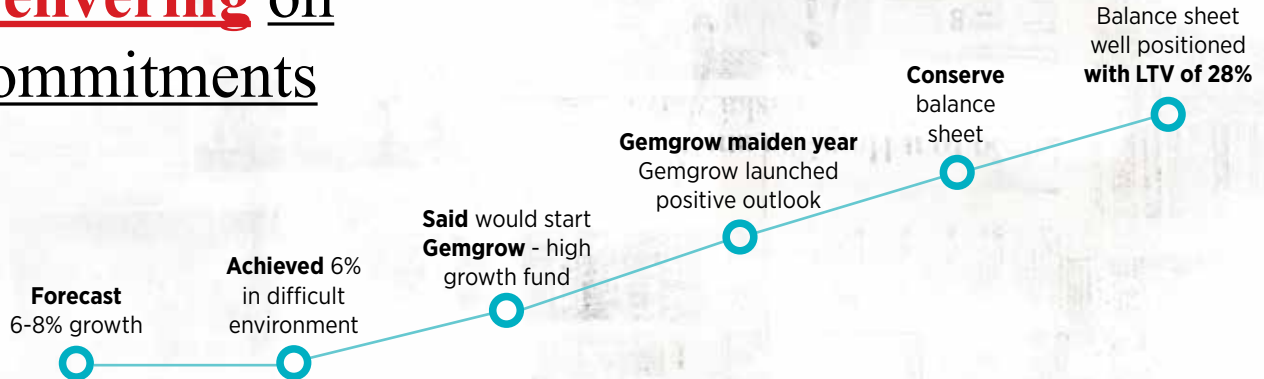 elivering on
ommitments
Forecast
6-8% growth
Achieved 6%
in difficult
environment
Said would start
Gemgrow - high
growth fund
Gemgrow maiden year
Gemgrow launched
positive outlook
Conserve
balance
sheet
Balance sheet
well positioned
with LTV of 28%